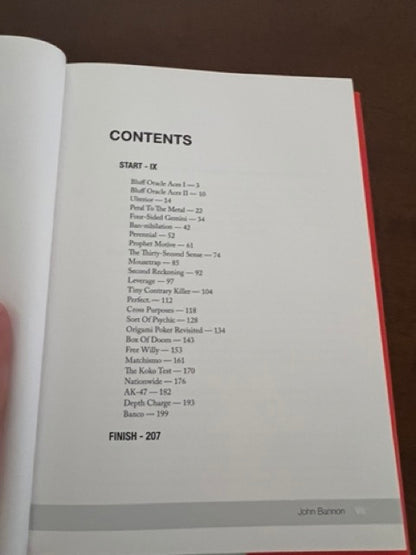 CONTENTS
START - IX
Bluff Oracle Aces I — 3
Bluff Oracle Aces II — 10
Ulterior — 14
Petal To The Metal — 22
Four-Sided Gemini — 34
Ban-nihilation — 42
Perennial — 52
Prophet Motive — 61
The Thirty-Second Sense — 74
Mousetrap — 85
Second Reckoning — 92
Leverage — 97
Tiny Contrary Killer — 104
Perfect. — 112
Cross Purposes — 118
Sort Of Psychic — 128
Origami Poker Revisited — 134
Box Of Doom — 143
Free Willy — 153
Matchismo — 161
The Koko Test — 170
Nationwide — 176
AK-47 — 182
Depth Charge — 193
Banco — 199
FINISH - 207
John Bannon